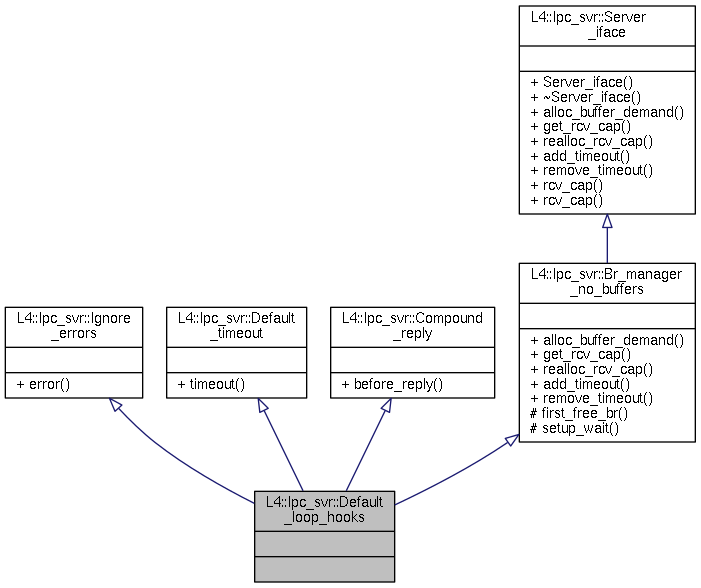 L4::Ipc_svr::Server
_iface
+ Server_iface()
+ ~Server_iface()
+ alloc_buffer_demand()
+ get_rcv_cap()
+ realloc_rcv_cap()
+ add_timeout()
+ remove_timeout()
+ rcv_cap()
+ rcv_cap()
L4::Ipc_svr::Ignore
_errors
+ error()
L4::Ipc_svr::Default
_timeout
+ timeout()
L4::Ipc_svr::Compound
_reply
+ before_reply()
L4::Ipc_svr::Br_manager
_no_buffers
+ alloc_buffer_demand()
+ get_rcv_cap()
+ realloc_rcv_cap()
+ add_timeout()
+ remove_timeout()
# first_free_br()
# setup_wait()
L4::Ipc_svr::Default
_loop_hooks